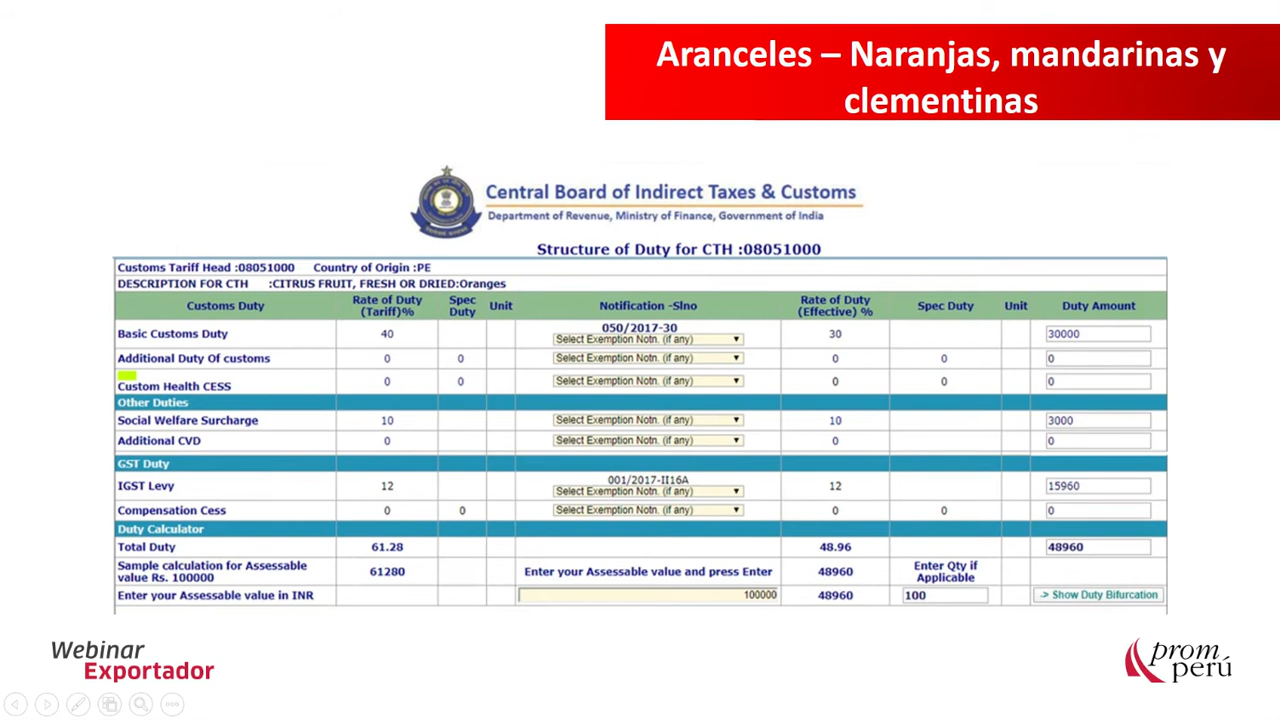 Aranceles – Naranjas, mandarinas y
clementinas
Central Board of Indirect Taxes & Customs
Department of Revenue, Ministry of Finance, Government of India
Structure of Duty for CTH :08051000
Customs Tariff Head :08051000 Country of Origin :PE
DESCRIPTION FOR CTH :CITRUS FRUIT, FRESH OR DRIED:Oranges
Customs Duty Rate of Duty (Tariff)% Spec Duty Unit Notification -Slno Rate of Duty (Effective) % Spec Duty Unit Duty Amount
Basic Customs Duty 40 050/2017-30 Select Exemption Notn. (if any) 30 30000
Additional Duty Of customs 0 0 Select Exemption Notn. (if any) 0 0 0
Custom Health CESS 0 0 Select Exemption Notn. (if any) 0 0 0
Other Duties
Social Welfare Surcharge 10 Select Exemption Notn. (if any) 10 3000
Additional CVD 0 Select Exemption Notn. (if any) 0 0
GST Duty
IGST Levy 12 001/2017-II16A Select Exemption Notn. (if any) 12 15960
Compensation Cess 0 0 Select Exemption Notn. (if any) 0 0 0
Duty Calculator
Total Duty 61.28 48.96 48960
Sample calculation for Assessable value Rs. 100000 61280 Enter your Assessable value and press Enter 48960 Enter Qty if Applicable
Enter your Assessable value in INR 100000 48960 100 -> Show Duty Bifurcation
Webinar
Exportador
prom
perú